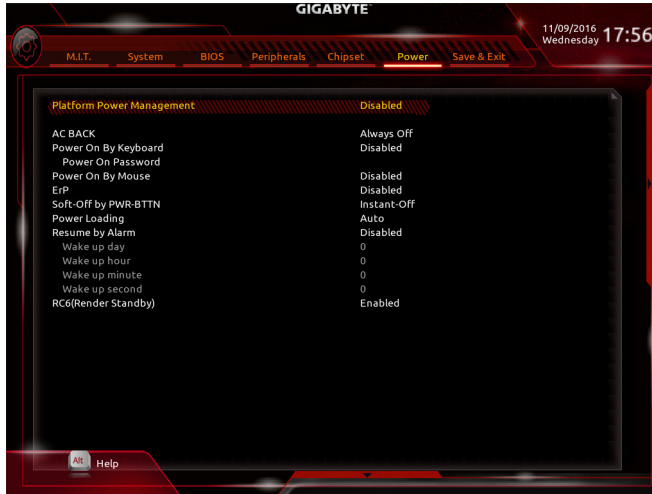 GIGABYTE™
11/09/2016
Wednesday 17:56
M.I.T. System BIOS Peripherals Chipset Power Save & Exit
Platform Power Management Disabled
AC BACK Always Off
Power On By Keyboard Disabled
Power On Password
Power On By Mouse Disabled
ErP Disabled
Soft-Off by PWR-BTTN Instant-Off
Power Loading Auto
Resume by Alarm Disabled
Wake up day 0
Wake up hour 0
Wake up minute 0
Wake up second 0
RC6(Render Standby) Enabled
Alt Help